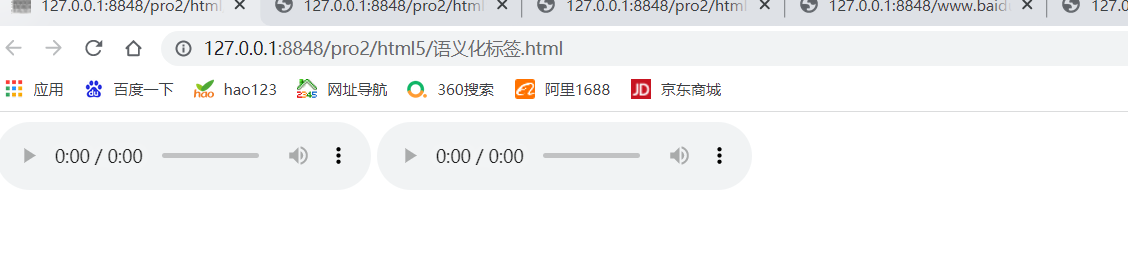 127.0.0.1:8848/pro2/html 127.0.0.1:8848/pro2/html 127.0.0.1:8848/pro2/html 127.0.0.1:8848/www.baidu 127.0
127.0.0.1:8848/pro2/html5/语义化标签.html
应用 百度一下 hao123 网址导航 360搜索 阿里1688 京东商城
0:00 / 0:00 0:00 / 0:00